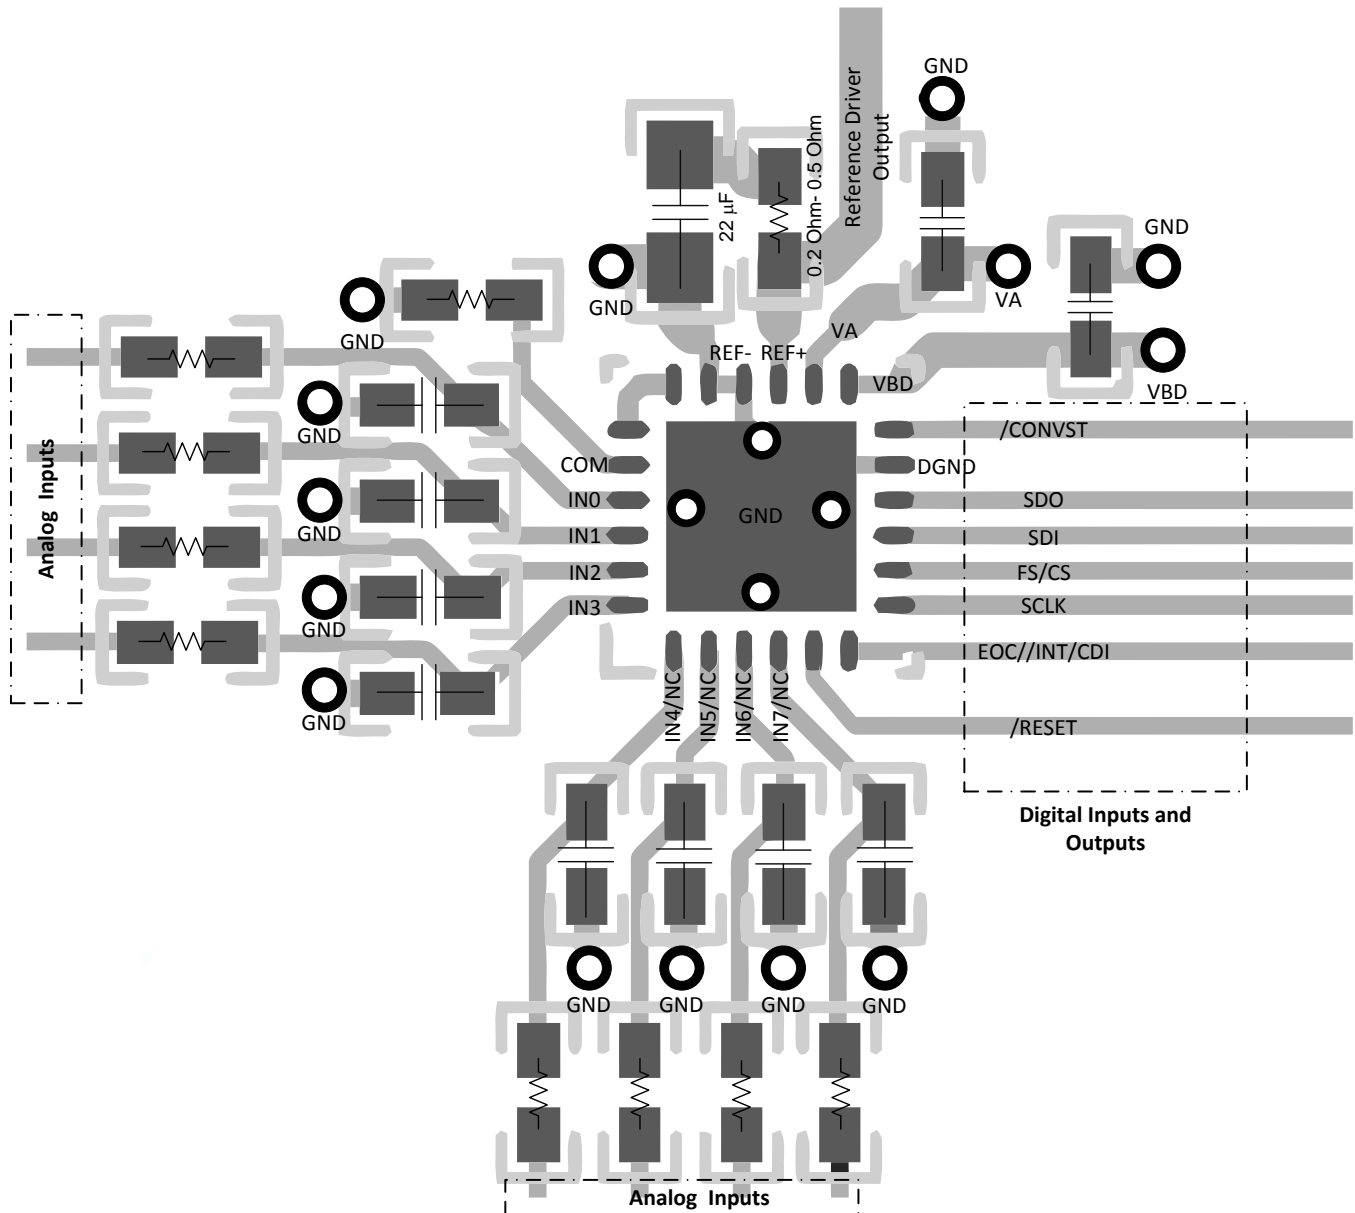 GND
Reference Driver
Output
0.2 Ohm- 0.5 Ohm
22 µF
GND
GND
VA
GND
VBD
GND
VA
REF-
REF+
VBD
GND
GND
GND
GND
Analog Inputs
COM
IN0
IN1
IN2
IN3
GND
/CONVST
DGND
SDO
SDI
FS/CS
SCLK
EOC//INT/CDI
/RESET
Digital Inputs and
Outputs
IN4/NC
IN5/NC
IN6/NC
IN7/NC
GND
GND
GND
GND
GND
Analog Inputs